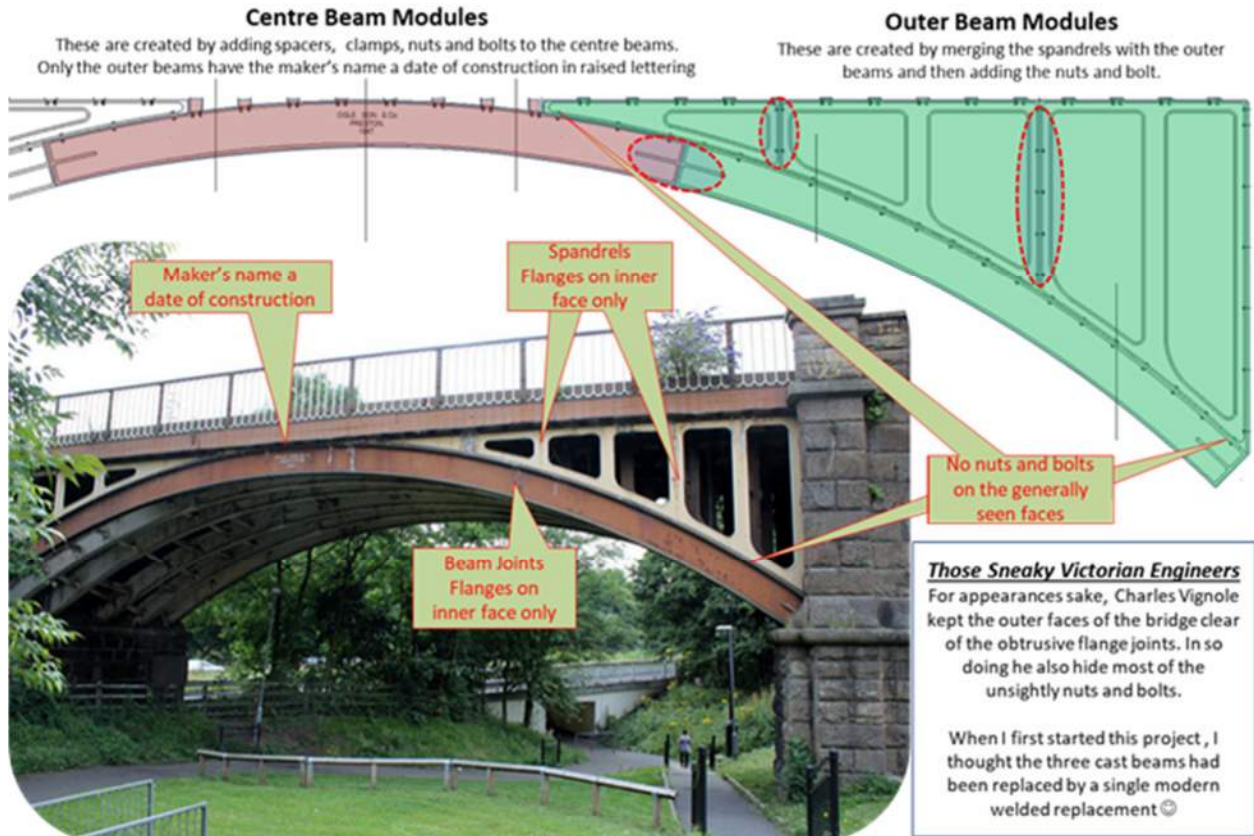 Centre Beam Modules
These are created by adding spacers, clamps, nuts and bolts to the centre beams.
Only the outer beams have the maker's name a date of construction in raised lettering
Outer Beam Modules
These are created by merging the spandrels with the outer
beams and then adding the nuts and bolt.
PRESTON
Maker's name a
date of construction
Spandrels
Flanges on inner
face only
Beam Joints
Flanges on
inner face only
No nuts and bolts
on the generally
seen faces
Those Sneaky Victorian Engineers
For appearances sake, Charles Vignole
kept the outer faces of the bridge clear
of the obtrusive flange joints. In so
doing he also hide most of the
unsightly nuts and bolts.
When I first started this project , I
thought the three cast beams had
been replaced by a single modern
welded replacement☺